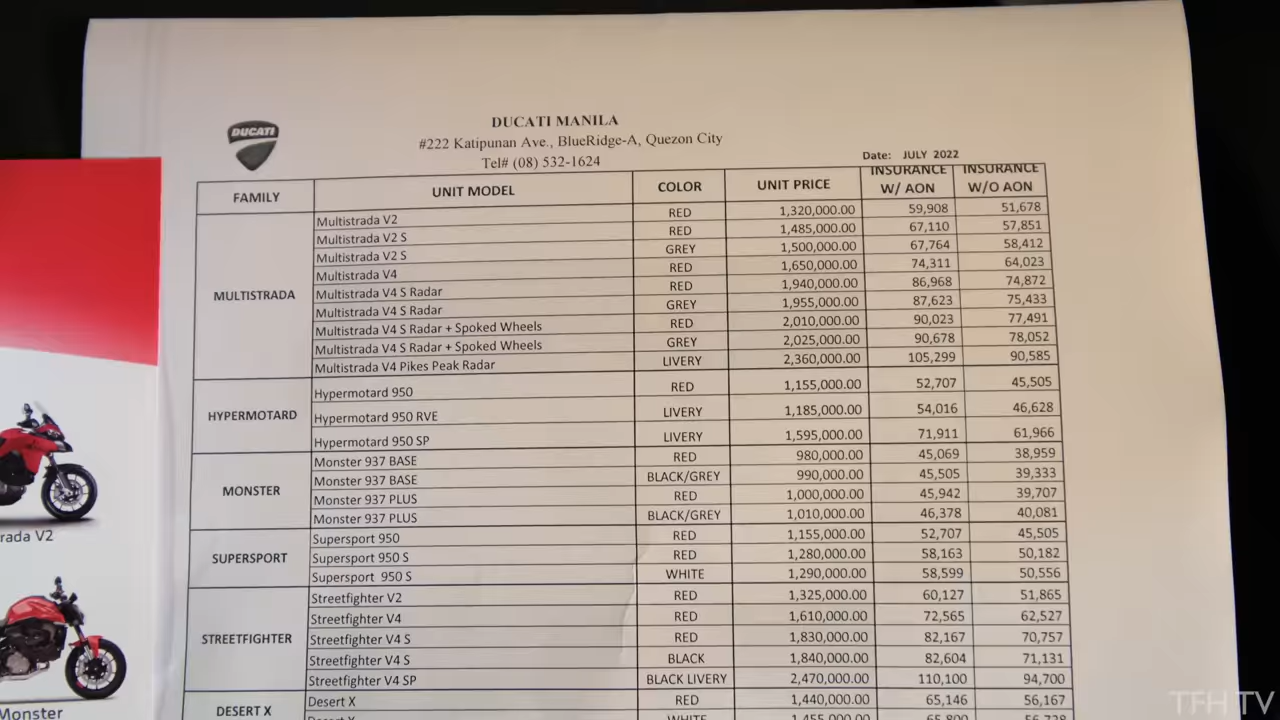 DUCATI
DUCATI MANILA
#222 Katipunan Ave., BlueRidge-A, Quezon City
Tel# (08) 532-1624
Date: JULY 2022
FAMILY UNIT MODEL COLOR UNIT PRICE INSURANCE W/ AON INSURANCE W/O AON
MULTISTRADA
Multistrada V2 RED 1,320,000.00 59,908 51,678
Multistrada V2 S RED 1,485,000.00 67,110 57,851
Multistrada V2 S GREY 1,500,000.00 67,764 58,412
Multistrada V4 RED 1,650,000.00 74,311 64,023
Multistrada V4 S Radar RED 1,940,000.00 86,968 74,872
Multistrada V4 S Radar GREY 1,955,000.00 87,623 75,433
Multistrada V4 S Radar + Spoked Wheels RED 2,010,000.00 90,023 77,491
Multistrada V4 S Radar + Spoked Wheels GREY 2,025,000.00 90,678 78,052
Multistrada V4 Pikes Peak Radar LIVERY 2,360,000.00 105,299 90,585
HYPERMOTARD
Hypermotard 950 RED 1,155,000.00 52,707 45,505
Hypermotard 950 RVE LIVERY 1,185,000.00 54,016 46,628
Hypermotard 950 SP LIVERY 1,595,000.00 71,911 61,966
MONSTER
Monster 937 BASE RED 980,000.00 45,069 38,959
Monster 937 BASE BLACK/GREY 990,000.00 45,505 39,333
Monster 937 PLUS RED 1,000,000.00 45,942 39,707
Monster 937 PLUS BLACK/GREY 1,010,000.00 46,378 40,081
SUPERSPORT
Supersport 950 RED 1,155,000.00 52,707 45,505
Supersport 950 S RED 1,280,000.00 58,163 50,182
Supersport 950 S WHITE 1,290,000.00 58,599 50,556
STREETFIGHTER
Streetfighter V2 RED 1,325,000.00 60,127 51,865
Streetfighter V4 RED 1,610,000.00 72,565 62,527
Streetfighter V4 S RED 1,830,000.00 82,167 70,757
Streetfighter V4 S BLACK 1,840,000.00 82,604 71,131
Streetfighter V4 SP BLACK LIVERY 2,470,000.00 110,100 94,700
DESERT X
Desert X RED 1,440,000.00 65,146 56,167
Desert X WHITE 1,455,000.00 65,800 56,728
rada V2
Monster
TFH TV